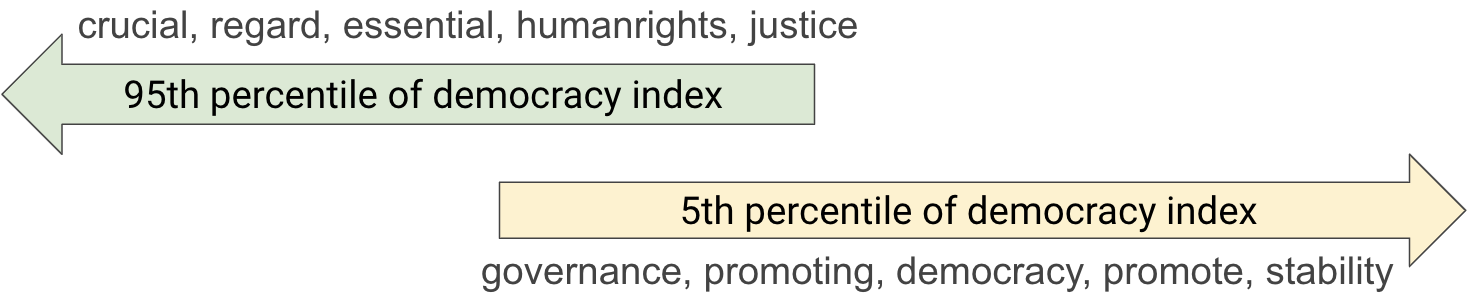 crucial, regard, essential, humanrights, justice
95th percentile of democracy index
5th percentile of democracy index
governance, promoting, democracy, promote, stability